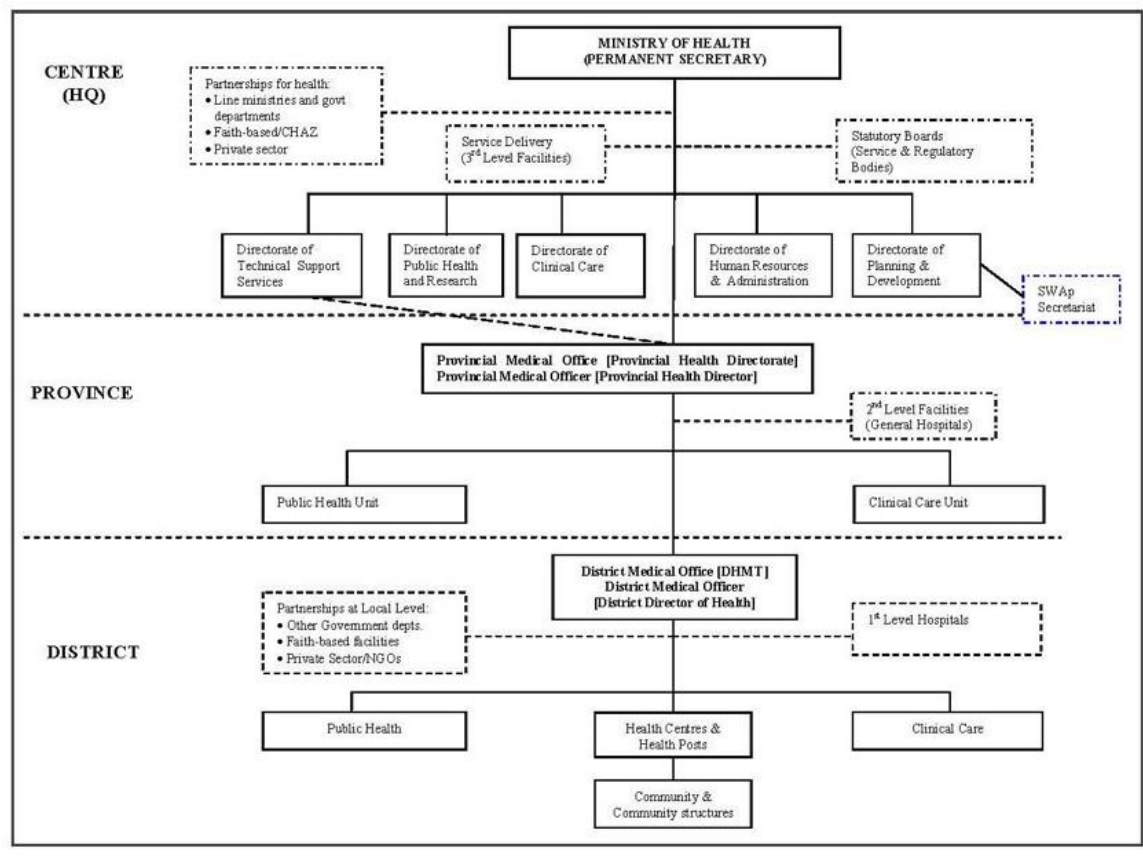 MINISTRY OF HEALTH
(PERMANENT SECRETARY)
CENTRE
(HQ)
Partnerships for health:
• Line ministries and govt
departments
• Faith-based/CHAZ
• Private sector
Service Delivery
(3rd Level Facilities)
Statutory Boards
(Service & Regulatory
Bodies)
Directorate of
Technical Support
Services
Directorate of
Public Health
and Research
Directorate of
Clinical Care
Directorate of
Human Resources
& Administration
Directorate of
Planning &
Development
SWAp
Secretariat
Provincial Medical Office [Provincial Health Directorate]
Provincial Medical Officer [Provincial Health Director]
PROVINCE
2nd Level Facilities
(General Hospitals)
Public Health Unit
Clinical Care Unit
District Medical Office [DHMT]
District Medical Officer
[District Director of Health]
Partnerships at Local Level:
• Other Government depts.
• Faith-based facilities
• Private Sector/NGOs
1st Level Hospitals
DISTRICT
Public Health
Health Centres &
Health Posts
Clinical Care
Community &
Community structures